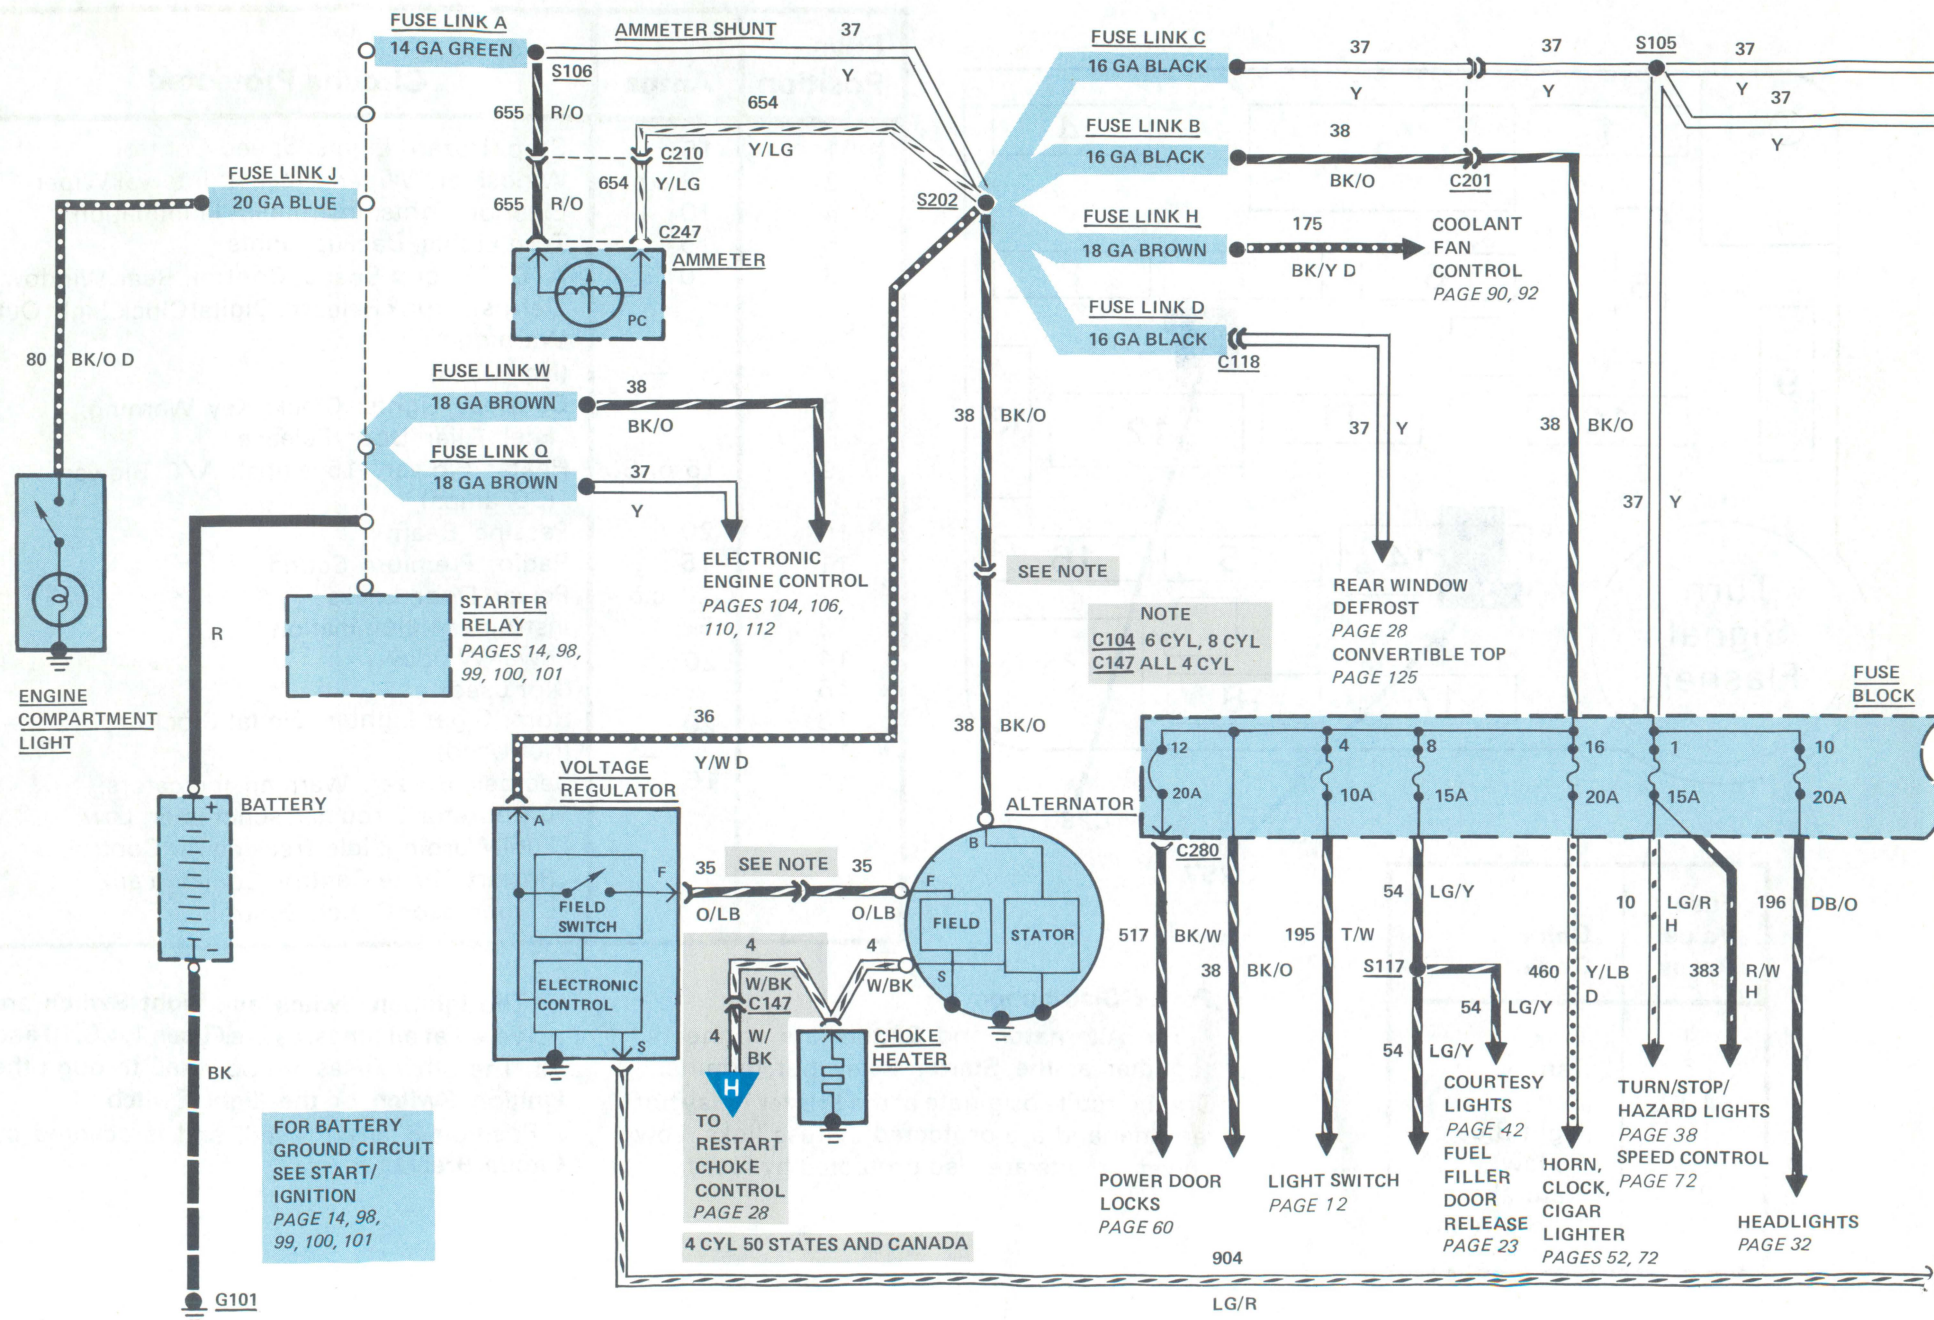 FUSE LINK A
14 GA GREEN
S106
AMMETER SHUNT
37
Y
655 R/O
654
Y/LG
C210
654 Y/LG
655 R/O
C247
AMMETER
PC
FUSE LINK J
20 GA BLUE
80 BK/O D
ENGINE
COMPARTMENT
LIGHT
FUSE LINK W
18 GA BROWN
38
BK/O
FUSE LINK Q
18 GA BROWN
37
Y
ELECTRONIC
ENGINE CONTROL
PAGES 104, 106,
110, 112
STARTER
RELAY
PAGES 14, 98,
99, 100, 101
R
BATTERY
+
-
BK
G101
FOR BATTERY
GROUND CIRCUIT
SEE START/
IGNITION
PAGE 14, 98,
99, 100, 101
S202
FUSE LINK C
16 GA BLACK
37
Y
37
Y
S105
37
Y
37
Y
FUSE LINK B
16 GA BLACK
38
BK/O
C201
FUSE LINK H
18 GA BROWN
175
BK/Y D
COOLANT
FAN
CONTROL
PAGE 90, 92
FUSE LINK D
16 GA BLACK
C118
37 Y
REAR WINDOW
DEFROST
PAGE 28
CONVERTIBLE TOP
PAGE 125
38 BK/O
38 BK/O
37 Y
SEE NOTE
NOTE
C104 6 CYL, 8 CYL
C147 ALL 4 CYL
38 BK/O
36
Y/W D
VOLTAGE
REGULATOR
A
F
FIELD
SWITCH
ELECTRONIC
CONTROL
S
35
O/LB
SEE NOTE
35
O/LB
ALTERNATOR
B
F
FIELD
STATOR
S
4
W/BK
4
W/BK
C147
4 W/
BK
H
TO
RESTART
CHOKE
CONTROL
PAGE 28
4 CYL 50 STATES AND CANADA
CHOKE
HEATER
FUSE
BLOCK
12
20A
4
10A
8
15A
16
20A
1
15A
10
20A
C280
517 BK/W
38 BK/O
195 T/W
54 LG/Y
S117
54 LG/Y
54 LG/Y
460 Y/LB
D
10 LG/R
H
383 R/W
H
196 DB/O
POWER DOOR
LOCKS
PAGE 60
LIGHT SWITCH
PAGE 12
COURTESY
LIGHTS
PAGE 42
FUEL
FILLER
DOOR
RELEASE
PAGE 23
HORN,
CLOCK,
CIGAR
LIGHTER
PAGES 52, 72
TURN/STOP/
HAZARD LIGHTS
PAGE 38
SPEED CONTROL
PAGE 72
HEADLIGHTS
PAGE 32
904
LG/R